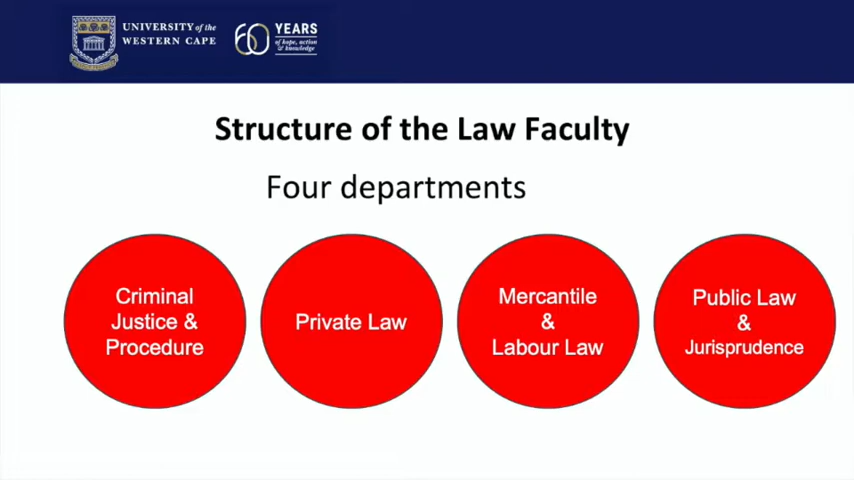 UNIVERSITY of the
WESTERN CAPE
60 YEARS
of hope, action
& knowledge
Structure of the Law Faculty
Four departments
Criminal
Justice &
Procedure
Private Law
Mercantile
&
Labour Law
Public Law
&
Jurisprudence